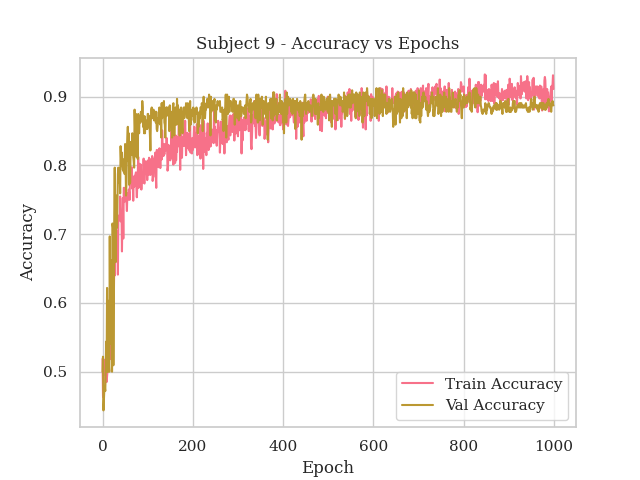 Subject 9 - Accuracy vs Epochs
Accuracy
0.9
0.8
0.7
0.6
0.5
0 200 400 600 800 1000
Epoch
Train Accuracy
Val Accuracy